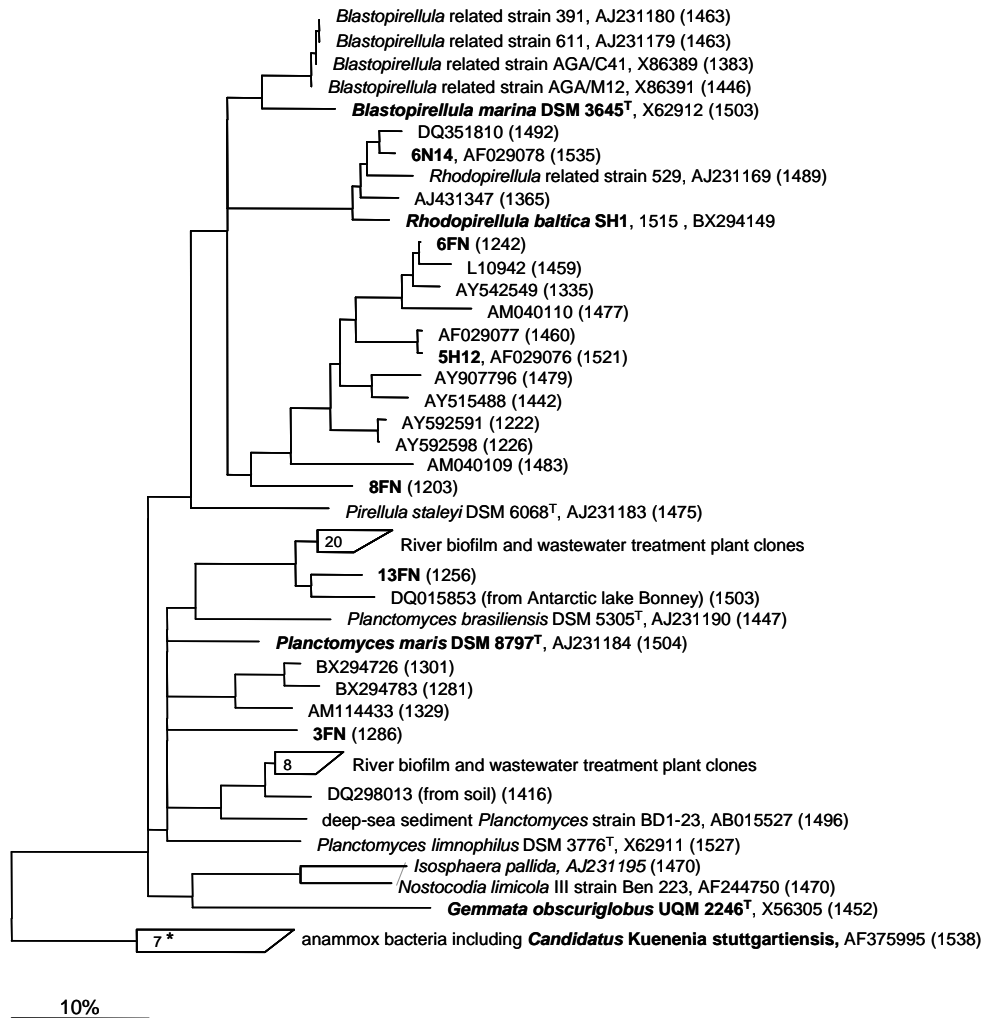 Blastopirellula related strain 391, AJ231180 (1463)
Blastopirellula related strain 611, AJ231179 (1463)
Blastopirellula related strain AGA/C41, X86389 (1383)
Blastopirellula related strain AGA/M12, X86391 (1446)
Blastopirellula marina DSM 3645T, X62912 (1503)
DQ351810 (1492)
6N14, AF029078 (1535)
Rhodopirellula related strain 529, AJ231169 (1489)
AJ431347 (1365)
Rhodopirellula baltica SH1, 1515 , BX294149
6FN (1242)
L10942 (1459)
AY542549 (1335)
AM040110 (1477)
AF029077 (1460)
5H12, AF029076 (1521)
AY907796 (1479)
AY515488 (1442)
AY592591 (1222)
AY592598 (1226)
AM040109 (1483)
8FN (1203)
Pirellula staleyi DSM 6068T, AJ231183 (1475)
20 River biofilm and wastewater treatment plant clones
13FN (1256)
DQ015853 (from Antarctic lake Bonney) (1503)
Planctomyces brasiliensis DSM 5305T, AJ231190 (1447)
Planctomyces maris DSM 8797T, AJ231184 (1504)
BX294726 (1301)
BX294783 (1281)
AM114433 (1329)
3FN (1286)
8 River biofilm and wastewater treatment plant clones
DQ298013 (from soil) (1416)
deep-sea sediment Planctomyces strain BD1-23, AB015527 (1496)
Planctomyces limnophilus DSM 3776T, X62911 (1527)
Isosphaera pallida, AJ231195 (1470)
Nostocodia limicola III strain Ben 223, AF244750 (1470)
Gemmata obscuriglobus UQM 2246T, X56305 (1452)
7 * anammox bacteria including Candidatus Kuenenia stuttgartiensis, AF375995 (1538)
10%